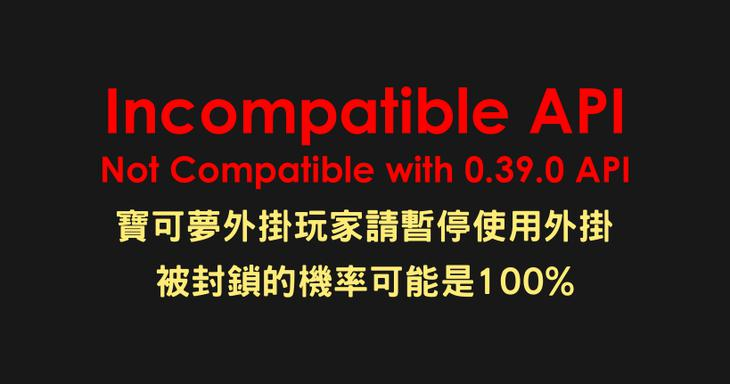 Incompatible API
Not Compatible with 0.39.0 API
寶可夢外掛玩家請暫停使用外掛
被封鎖的機率可能是100%